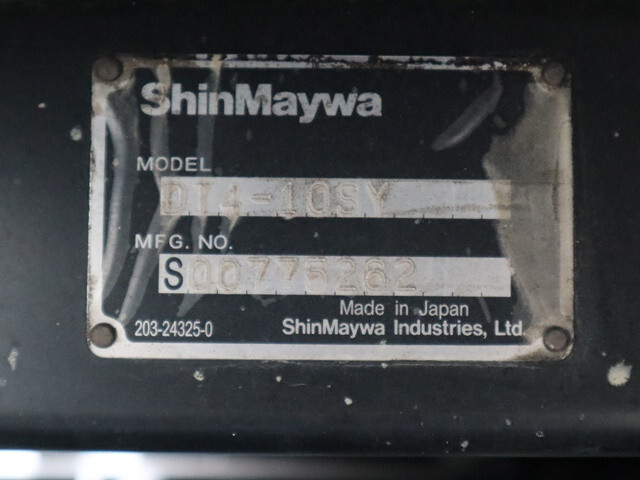 ShinMaywa
MODEL
DT4-10SY
MFG. NO.
S00775282
Made in Japan
203-24325-0 ShinMaywa Industries, Ltd.